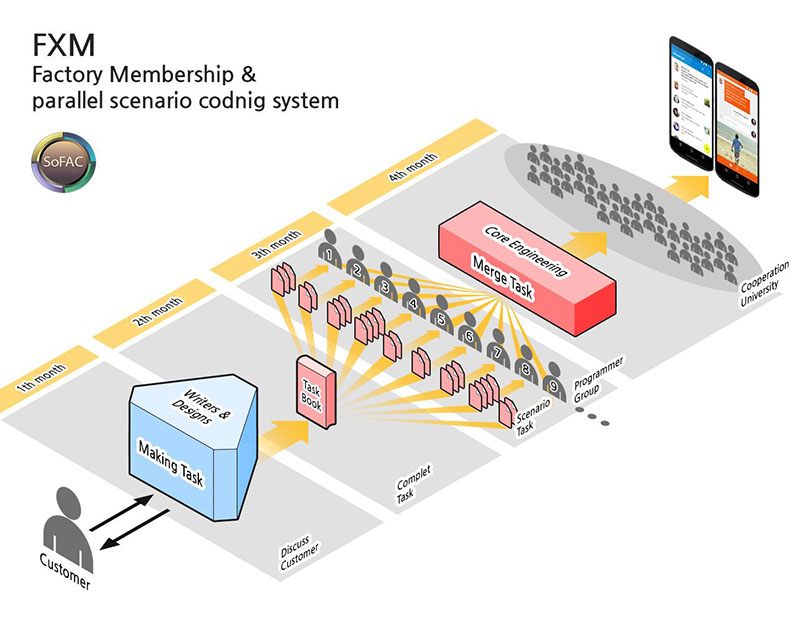 FXM
Factory Membership &
parallel scenario codnig system
SoFAC
1th month
2th month
3th month
4th month
Writers &
Designs
Making Task
Customer
Discuss
Customer
Task
Book
Complet
Task
1
2
3
4
5
6
7
8
9
Scenario
Task
Programmer
Group
Core Engineering
Merge Task
Cooperation
University